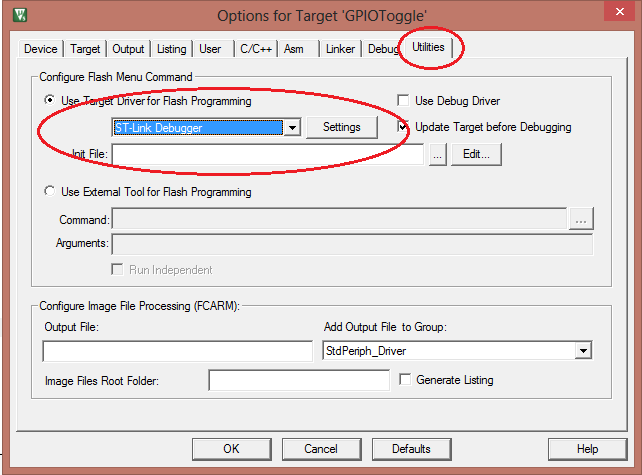 Options for Target 'GPIOToggle'
Device Target Output Listing User C/C++ Asm Linker Debug Utilities
Configure Flash Menu Command
Use Target Driver for Flash Programming Use Debug Driver
ST-Link Debugger Settings Update Target before Debugging
Init File: ... Edit...
Use External Tool for Flash Programming
Command: ...
Arguments:
Run Independent
Configure Image File Processing (FCARM):
Output File: Add Output File to Group:
StdPeriph_Driver
Image Files Root Folder: Generate Listing
OK Cancel Defaults Help